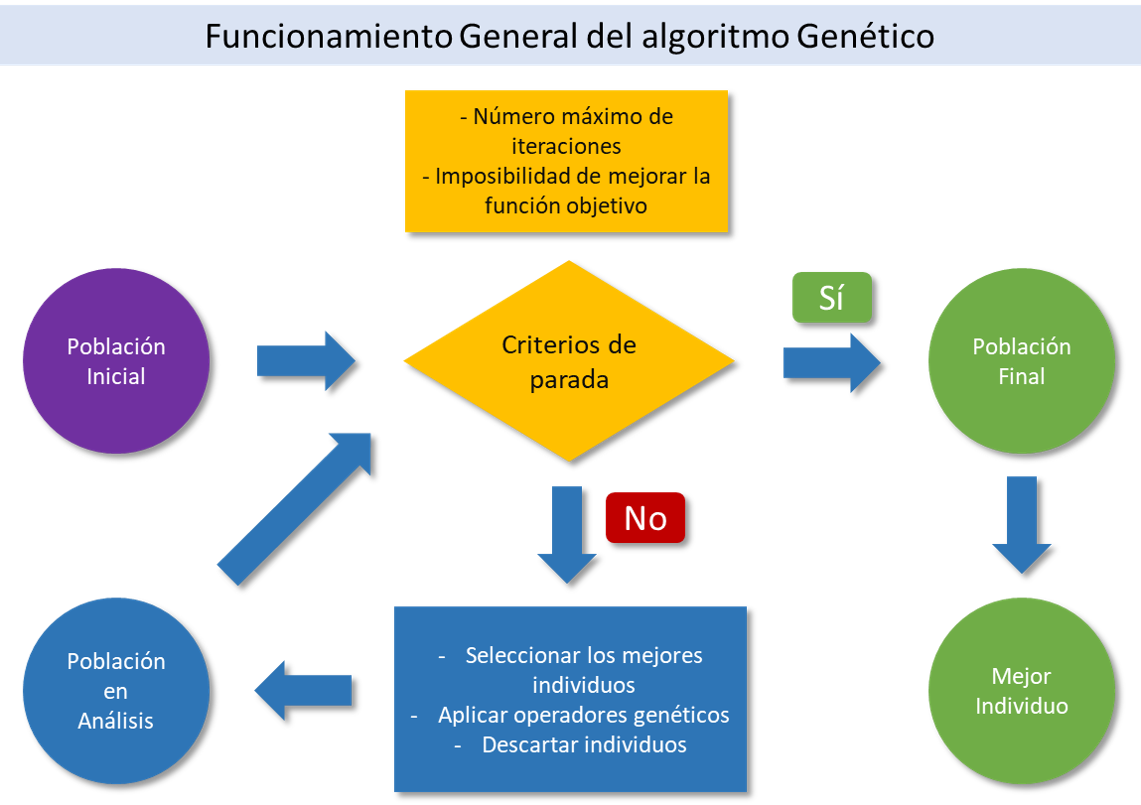 Funcionamiento General del algoritmo Genético
- Número máximo de
iteraciones
- Imposibilidad de mejorar la
función objetivo
Población
Inicial
Criterios de
parada
Sí
Población
Final
No
Población
en
Análisis
- Seleccionar los mejores
individuos
- Aplicar operadores genéticos
- Descartar individuos
Mejor
Individuo